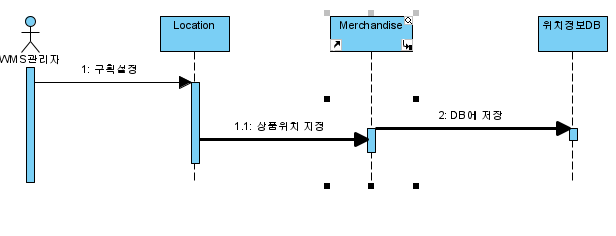 Location
Merchandise
위치정보DB
WMS관리자
1: 구획설정
1.1: 상품위치 지정
2: DB에 저장